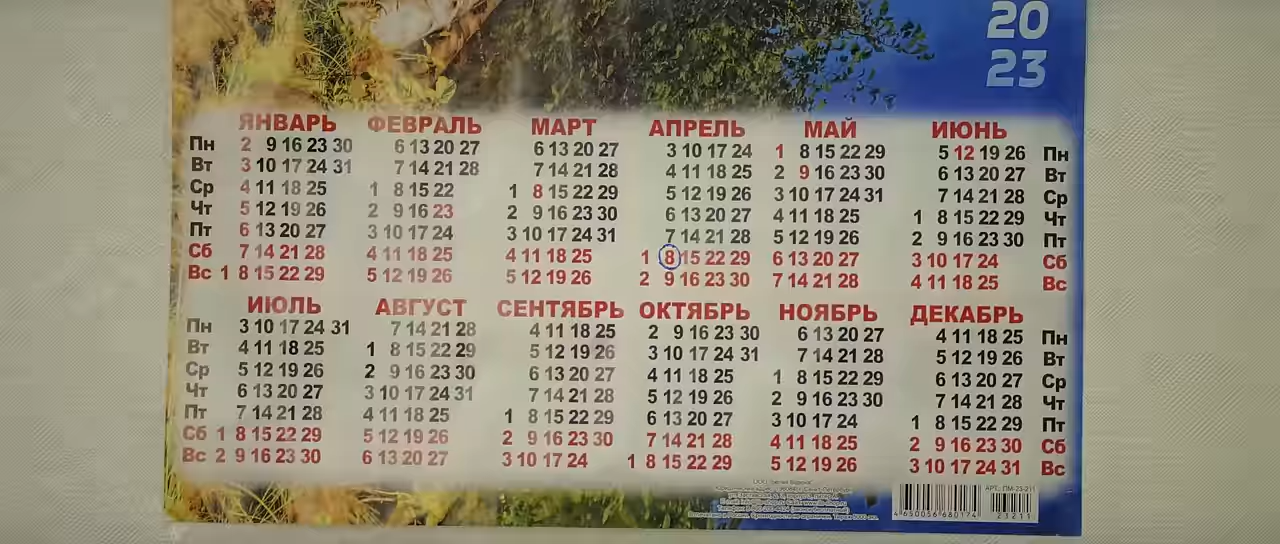 20
23
ЯНВАРЬ ФЕВРАЛЬ МАРТ АПРЕЛЬ МАЙ ИЮНЬ
Пн 2 9 16 23 30 6 13 20 27 6 13 20 27 3 10 17 24 1 8 15 22 29 5 12 19 26 Пн
Вт 3 10 17 24 31 7 14 21 28 7 14 21 28 4 11 18 25 2 9 16 23 30 6 13 20 27 Вт
Ср 4 11 18 25 1 8 15 22 1 8 15 22 29 5 12 19 26 3 10 17 24 31 7 14 21 28 Ср
Чт 5 12 19 26 2 9 16 23 2 9 16 23 30 6 13 20 27 4 11 18 25 1 8 15 22 29 Чт
Пт 6 13 20 27 3 10 17 24 3 10 17 24 31 7 14 21 28 5 12 19 26 2 9 16 23 30 Пт
Сб 7 14 21 28 4 11 18 25 4 11 18 25 1 8 15 22 29 6 13 20 27 3 10 17 24 Сб
Вс 1 8 15 22 29 5 12 19 26 5 12 19 26 2 9 16 23 30 7 14 21 28 4 11 18 25 Вс
ИЮЛЬ АВГУСТ СЕНТЯБРЬ ОКТЯБРЬ НОЯБРЬ ДЕКАБРЬ
Пн 3 10 17 24 31 7 14 21 28 4 11 18 25 2 9 16 23 30 6 13 20 27 4 11 18 25 Пн
Вт 4 11 18 25 1 8 15 22 29 5 12 19 26 3 10 17 24 31 7 14 21 28 5 12 19 26 Вт
Ср 5 12 19 26 2 9 16 23 30 6 13 20 27 4 11 18 25 1 8 15 22 29 6 13 20 27 Ср
Чт 6 13 20 27 3 10 17 24 31 7 14 21 28 5 12 19 26 2 9 16 23 30 7 14 21 28 Чт
Пт 7 14 21 28 4 11 18 25 1 8 15 22 29 6 13 20 27 3 10 17 24 1 8 15 22 29 Пт
Сб 1 8 15 22 29 5 12 19 26 2 9 16 23 30 7 14 21 28 4 11 18 25 2 9 16 23 30 Сб
Вс 2 9 16 23 30 6 13 20 27 3 10 17 24 1 8 15 22 29 5 12 19 26 3 10 17 24 31 Вс
АРТ.: ПМ-23-211
4 650056 680174
23211